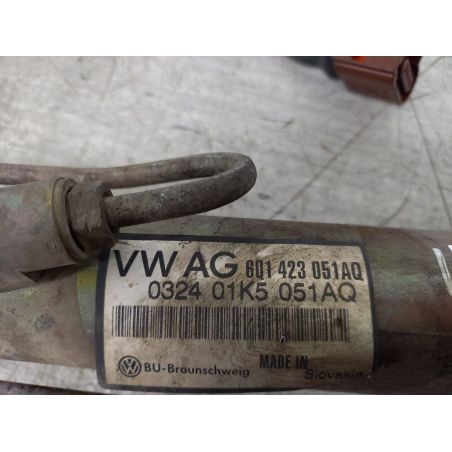 VW AG 6Q1 423 051AQ
0324 01K5 051AQ
BU-Braunschweig MADE IN
Slovakia